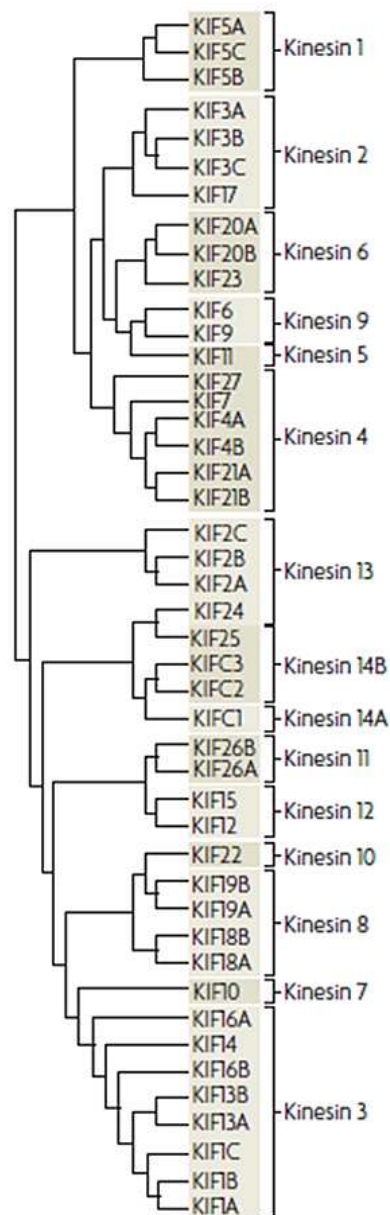 KIF5A
KIF5C
KIF5B
Kinesin 1
KIF3A
KIF3B
KIF3C
KIF17
Kinesin 2
KIF20A
KIF20B
KIF23
Kinesin 6
KIF6
KIF9
Kinesin 9
KIF11
Kinesin 5
KIF27
KIF7
KIF4A
KIF4B
KIF21A
KIF21B
Kinesin 4
KIF2C
KIF2B
KIF2A
KIF24
Kinesin 13
KIF25
KIFC3
KIFC2
Kinesin 14B
KIFC1
Kinesin 14A
KIF26B
KIF26A
Kinesin 11
KIF15
KIF12
Kinesin 12
KIF22
Kinesin 10
KIF19B
KIF19A
KIF18B
KIF18A
Kinesin 8
KIF10
Kinesin 7
KIF16A
KIF14
KIF16B
KIF13B
KIF13A
KIF1C
KIF1B
KIF1A
Kinesin 3